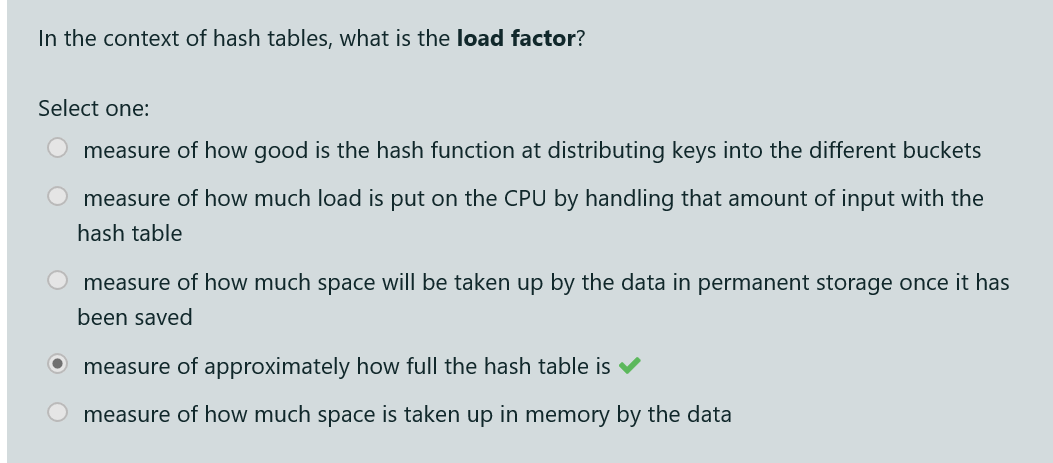 In the context of hash tables, what is the load factor?
Select one:
measure of how good is the hash function at distributing keys into the different buckets
measure of how much load is put on the CPU by handling that amount of input with the
hash table
measure of how much space will be taken up by the data in permanent storage once it has
been saved
measure of approximately how full the hash table is
measure of how much space is taken up in memory by the data